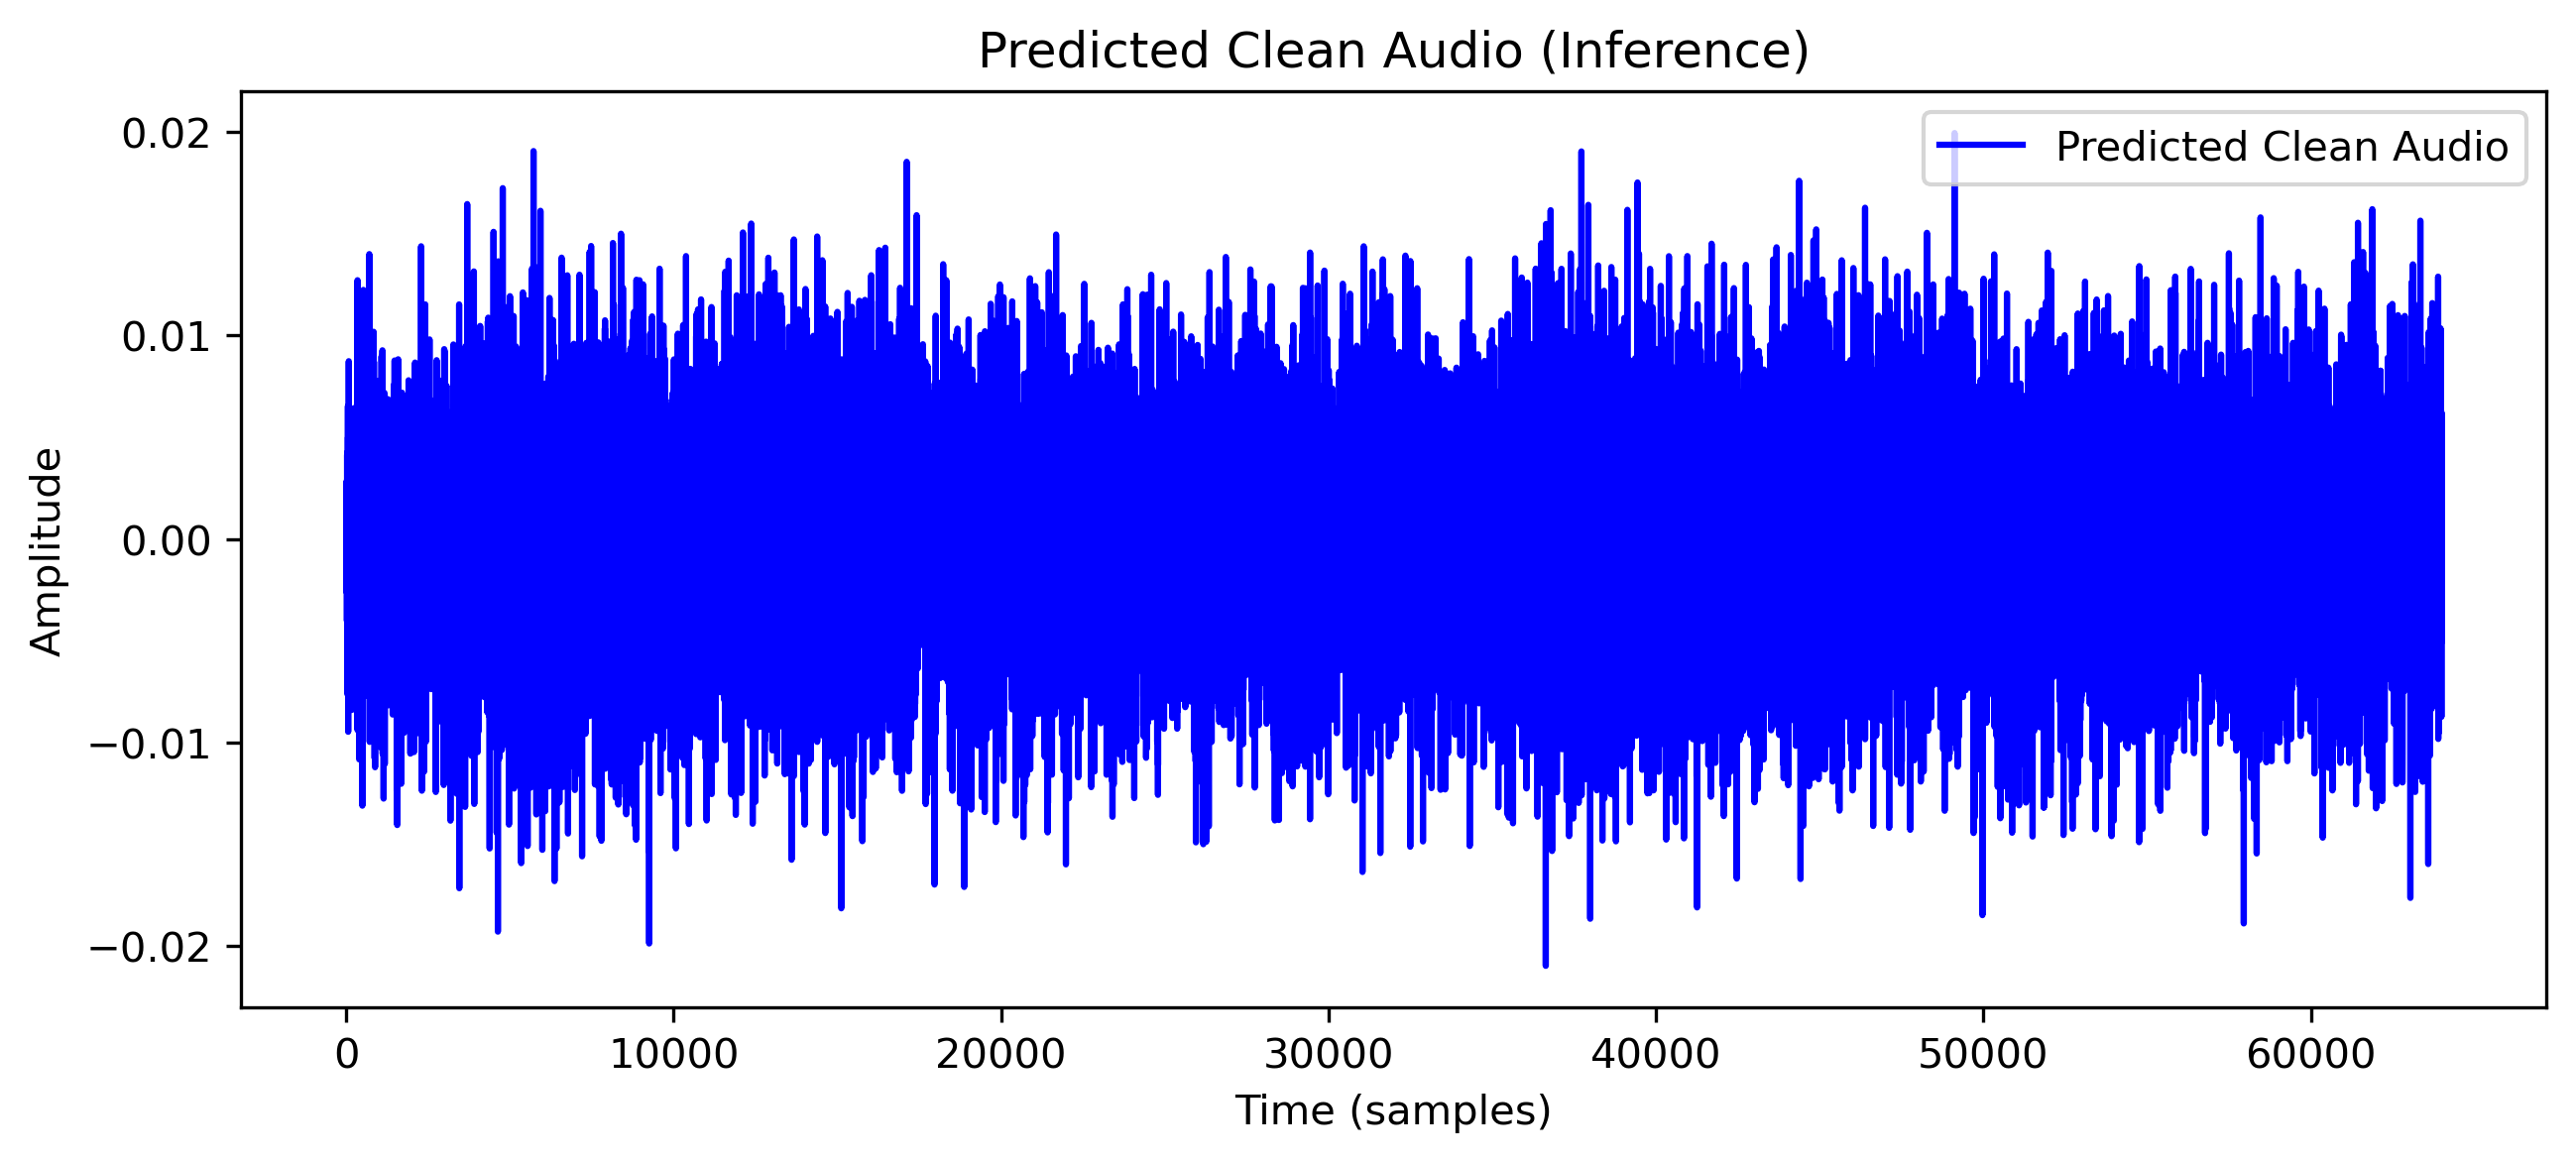 Predicted Clean Audio (Inference)
Predicted Clean Audio
0.02
0.01
0.00
−0.01
−0.02
Amplitude
0 10000 20000 30000 40000 50000 60000
Time (samples)